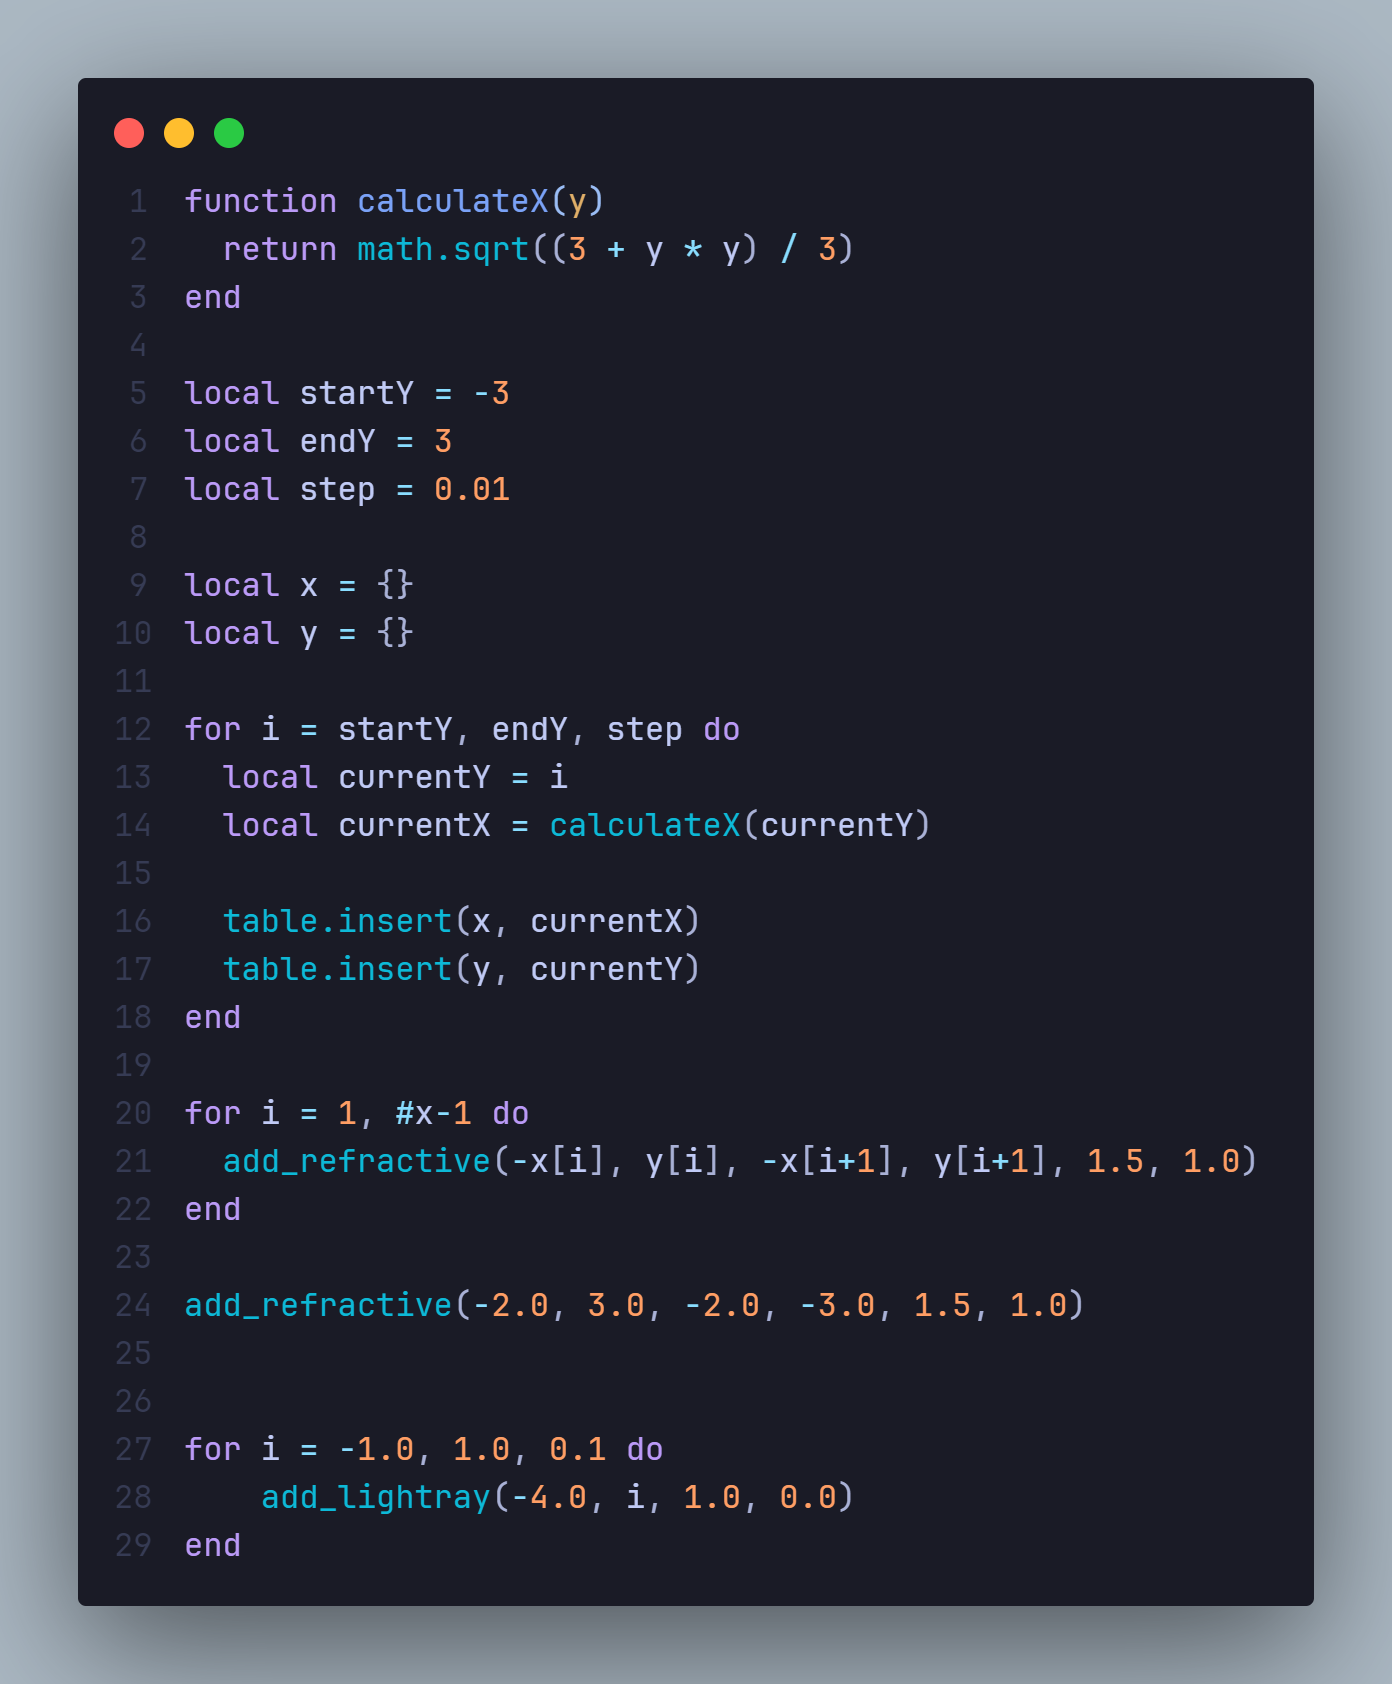 1 function calculateX(y)
2   return math.sqrt((3 + y * y) / 3)
3 end
4
5 local startY = -3
6 local endY = 3
7 local step = 0.01
8
9 local x = {}
10 local y = {}
11
12 for i = startY, endY, step do
13   local currentY = i
14   local currentX = calculateX(currentY)
15
16   table.insert(x, currentX)
17   table.insert(y, currentY)
18 end
19
20 for i = 1, #x-1 do
21   add_refractive(-x[i], y[i], -x[i+1], y[i+1], 1.5, 1.0)
22 end
23
24 add_refractive(-2.0, 3.0, -2.0, -3.0, 1.5, 1.0)
25
26
27 for i = -1.0, 1.0, 0.1 do
28     add_lightray(-4.0, i, 1.0, 0.0)
29 end